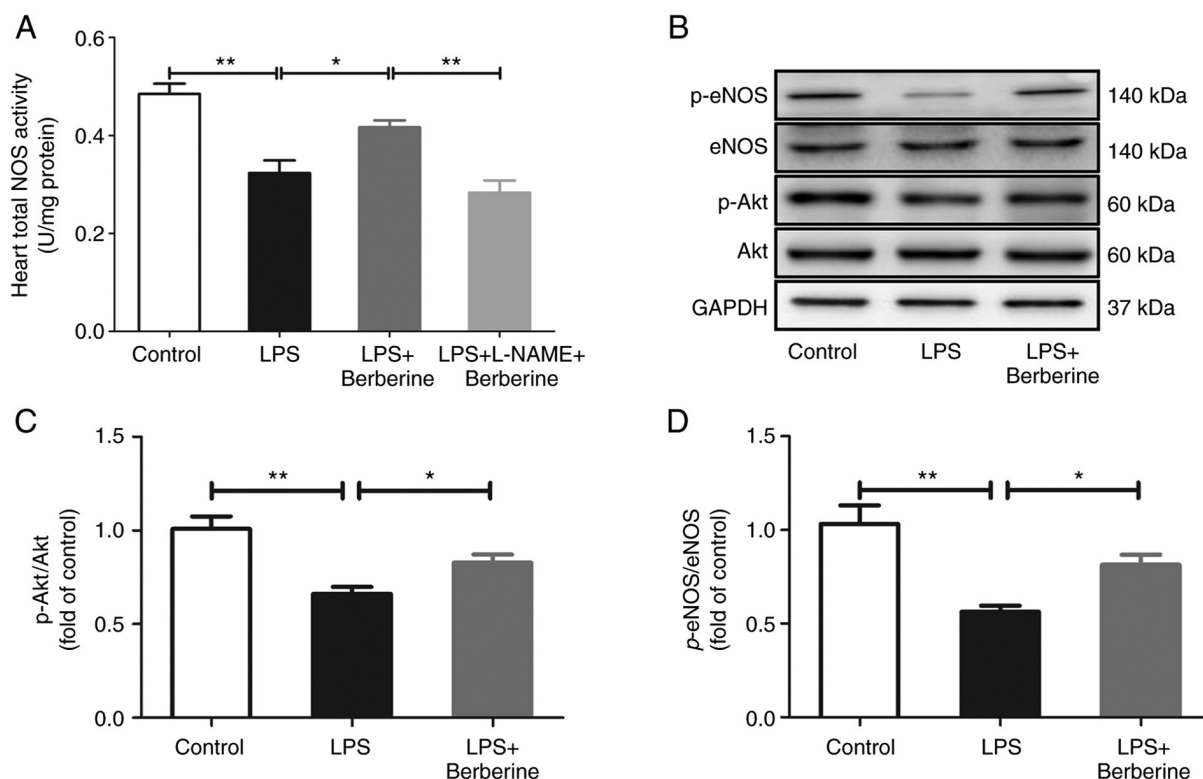 A
Heart total NOS activity
(U/mg protein)
0.6
0.4
0.2
0.0
** * **
Control LPS LPS+ LPS+L-NAME+
Berberine Berberine
B
p-eNOS 140 kDa
eNOS 140 kDa
p-Akt 60 kDa
Akt 60 kDa
GAPDH 37 kDa
Control LPS LPS+
Berberine
C
p-Akt/Akt
(fold of control)
1.5
1.0
0.5
0.0
** *
Control LPS LPS+
Berberine
D
p-eNOS/eNOS
(fold of control)
1.5
1.0
0.5
0.0
** *
Control LPS LPS+
Berberine